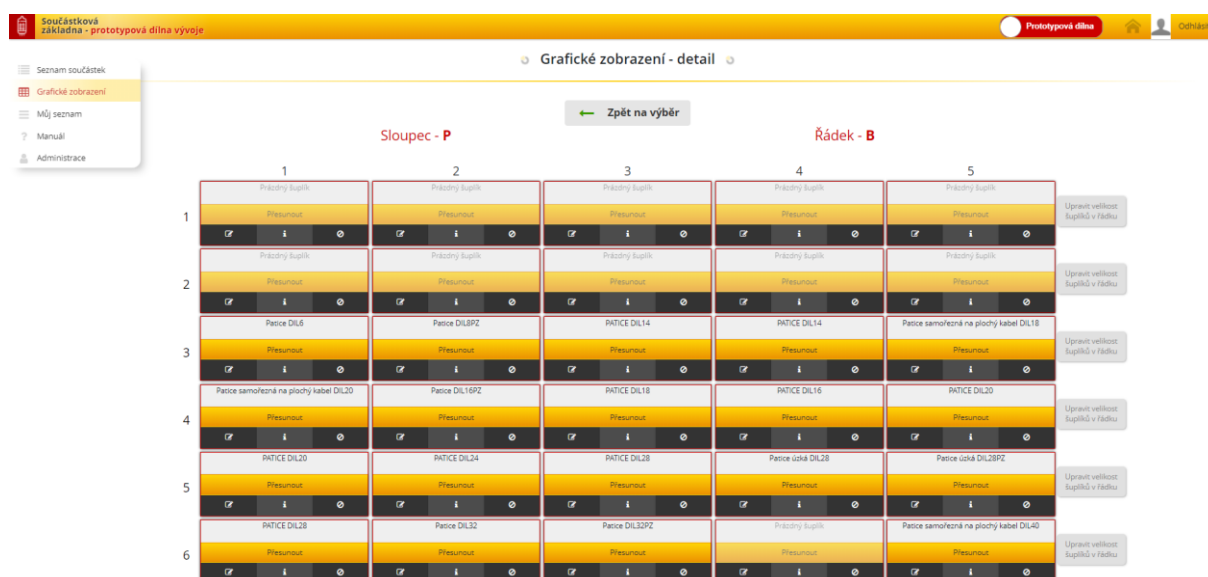 Součástková
základna - prototypová dílna vývoje
Prototypová dílna
Odhlásit
Seznam součástek
Grafické zobrazení
Můj seznam
Manuál
Administrace
Grafické zobrazení - detail
Zpět na výběr
Sloupec - P Řádek - B
1 2 3 4 5
Prázdný šuplík Prázdný šuplík Prázdný šuplík Prázdný šuplík Prázdný šuplík
1 Přesunout Přesunout Přesunout Přesunout Přesunout
Upravit velikost
šuplíků v řádku
Prázdný šuplík Prázdný šuplík Prázdný šuplík Prázdný šuplík Prázdný šuplík
2 Přesunout Přesunout Přesunout Přesunout Přesunout
Upravit velikost
šuplíků v řádku
Patice DIL6 Patice DIL8PZ PATICE DIL14 PATICE DIL14 Patice samořezná na plochý kabel DIL18
3 Přesunout Přesunout Přesunout Přesunout Přesunout
Upravit velikost
šuplíků v řádku
Patice samořezná na plochý kabel DIL20 Patice DIL16PZ PATICE DIL18 PATICE DIL16 PATICE DIL20
4 Přesunout Přesunout Přesunout Přesunout Přesunout
Upravit velikost
šuplíků v řádku
PATICE DIL20 PATICE DIL24 PATICE DIL28 Patice úzká DIL28 Patice úzká DIL28PZ
5 Přesunout Přesunout Přesunout Přesunout Přesunout
Upravit velikost
šuplíků v řádku
PATICE DIL28 Patice DIL32 Patice DIL32PZ Prázdný šuplík Patice samořezná na plochý kabel DIL40
6 Přesunout Přesunout Přesunout Přesunout Přesunout
Upravit velikost
šuplíků v řádku